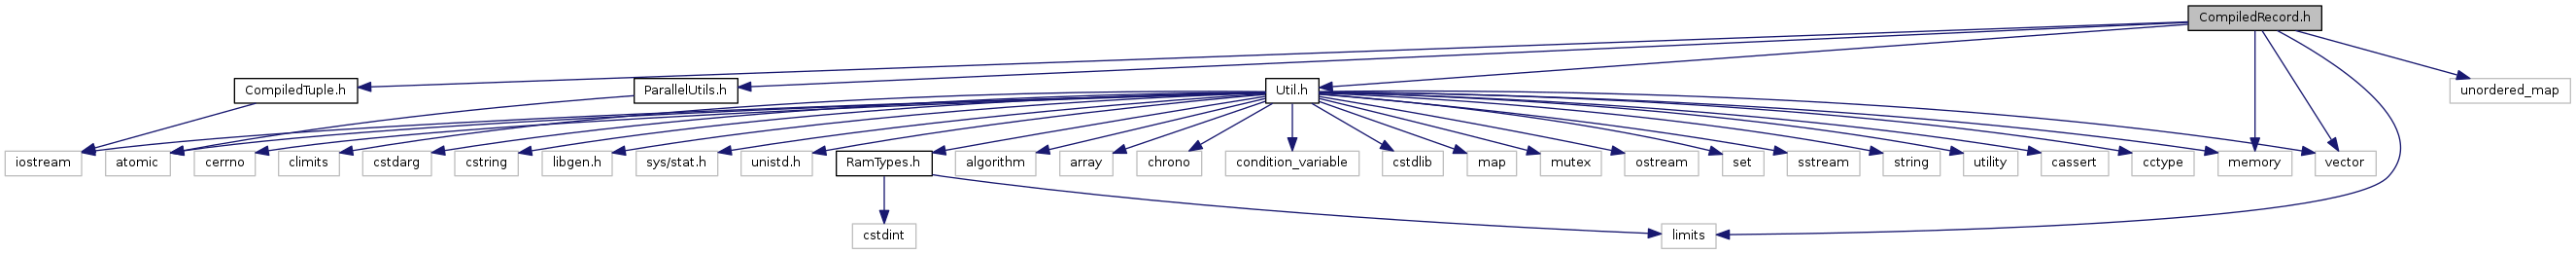 CompiledRecord.h
CompiledTuple.h
ParallelUtils.h
Util.h
unordered_map
iostream
atomic
cerrno
climits
cstdarg
cstring
libgen.h
sys/stat.h
unistd.h
RamTypes.h
algorithm
array
chrono
condition_variable
cstdlib
map
mutex
ostream
set
sstream
string
utility
cassert
cctype
memory
vector
cstdint
limits